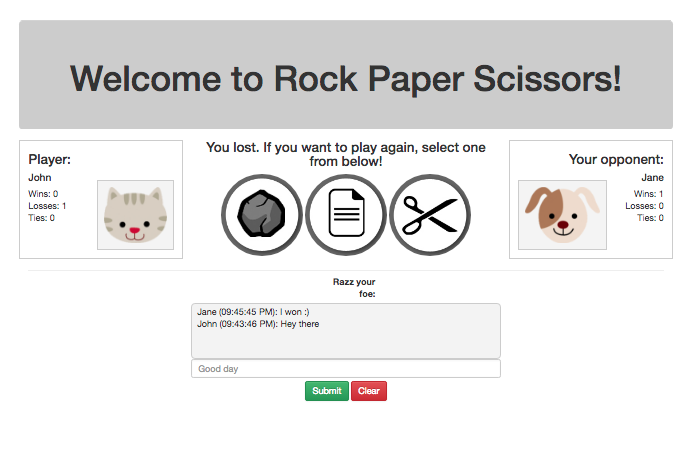 Welcome to Rock Paper Scissors!
Player:
John
Wins: 0
Losses: 1
Ties: 0
You lost. If you want to play again, select one
from below!
Your opponent:
Jane
Wins: 1
Losses: 0
Ties: 0
Razz your
foe:
Jane (09:45:45 PM): I won :)
John (09:43:46 PM): Hey there
Good day
Submit
Clear